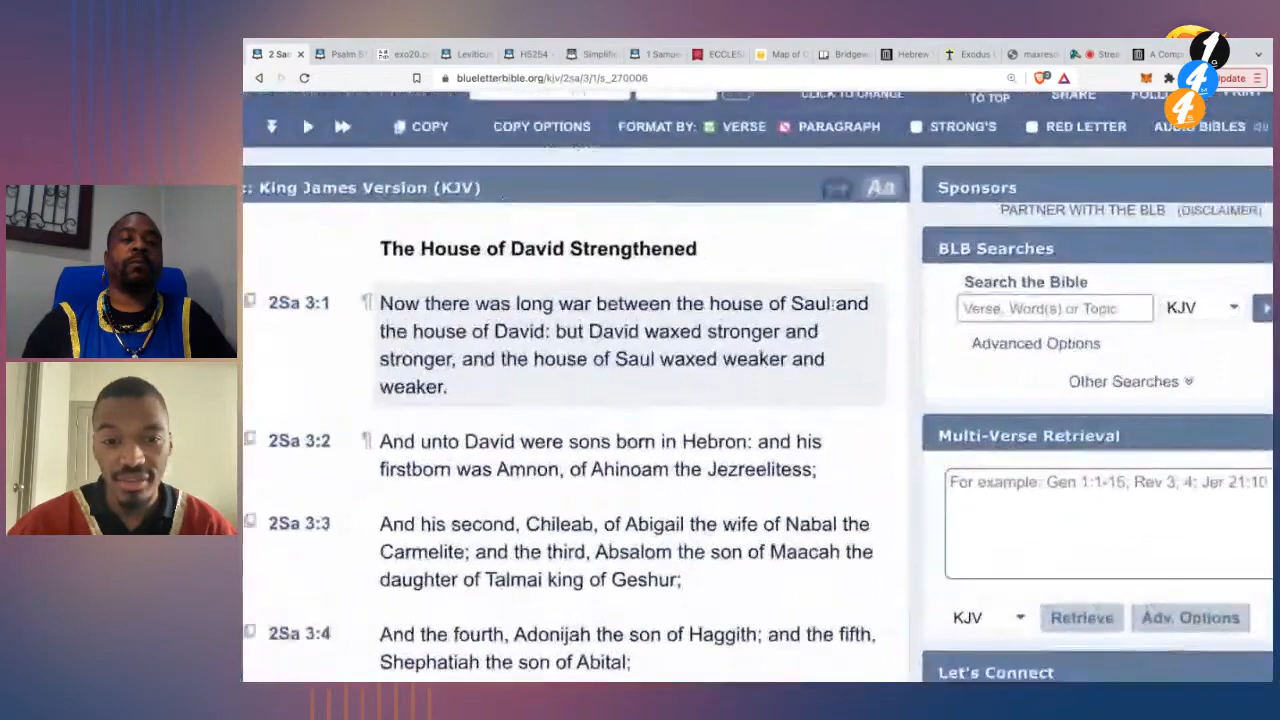 2 Sam
Psalm 5
exo20.p
Leviticu
H5254
Simplifie
1 Samue
ECCLES
Map of C
Bridgew
Hebrew
Exodus
maxresc
Strea
A Comp
blueletterbible.org/kjv/2sa/3/1/s_270006
Update
1
G
4
M
4
S
CLICK TO CHANGE
TO TOP
SHARE
COPY
COPY OPTIONS
FORMAT BY:
VERSE
PARAGRAPH
STRONG'S
RED LETTER
AUDIO BIBLES
:: King James Version (KJV)
Aa
The House of David Strengthened
2Sa 3:1 ¶ Now there was long war between the house of Saul and
the house of David: but David waxed stronger and
stronger, and the house of Saul waxed weaker and
weaker.
2Sa 3:2 ¶ And unto David were sons born in Hebron: and his
firstborn was Amnon, of Ahinoam the Jezreelitess;
2Sa 3:3 And his second, Chileab, of Abigail the wife of Nabal the
Carmelite; and the third, Absalom the son of Maacah the
daughter of Talmai king of Geshur;
2Sa 3:4 And the fourth, Adonijah the son of Haggith; and the fifth,
Shephatiah the son of Abital;
Sponsors
PARTNER WITH THE BLB (DISCLAIMER)
BLB Searches
Search the Bible
Verse, Word(s) or Topic
KJV
Advanced Options
Other Searches
Multi-Verse Retrieval
For example: Gen 1:1-15; Rev 3, 4; Jer 21:10
KJV
Retrieve
Adv. Options
Let's Connect